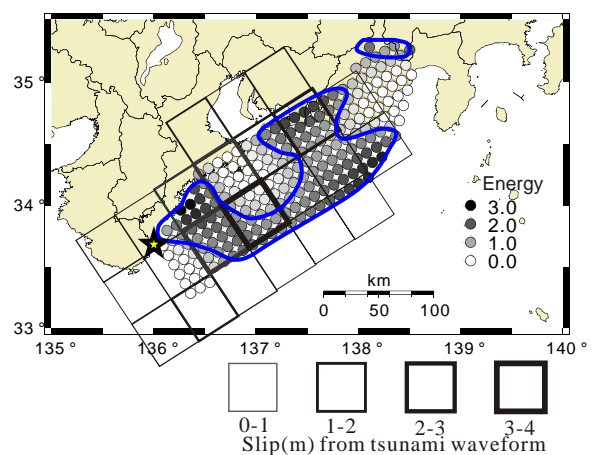 35 °
34 °
33 °
Energy
3.0
2.0
1.0
0.0
km
0 50 100
135 ° 136 ° 137 ° 138 ° 139 ° 140 °
0-1 1-2 2-3 3-4
Slip(m) from tsunami waveform